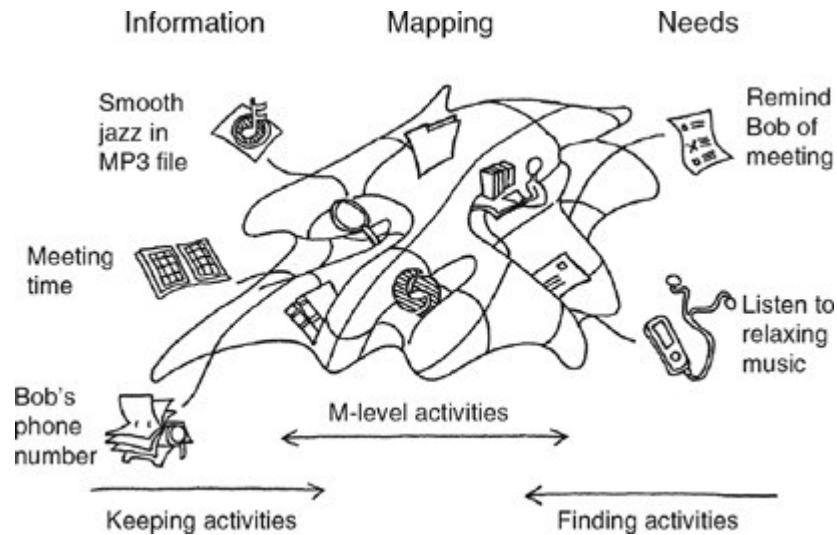 Information
Mapping
Needs
Smooth
jazz in
MP3 file
Remind
Bob of
meeting
Meeting
time
Listen to
relaxing
music
Bob's
phone
number
M-level activities
Keeping activities
Finding activities